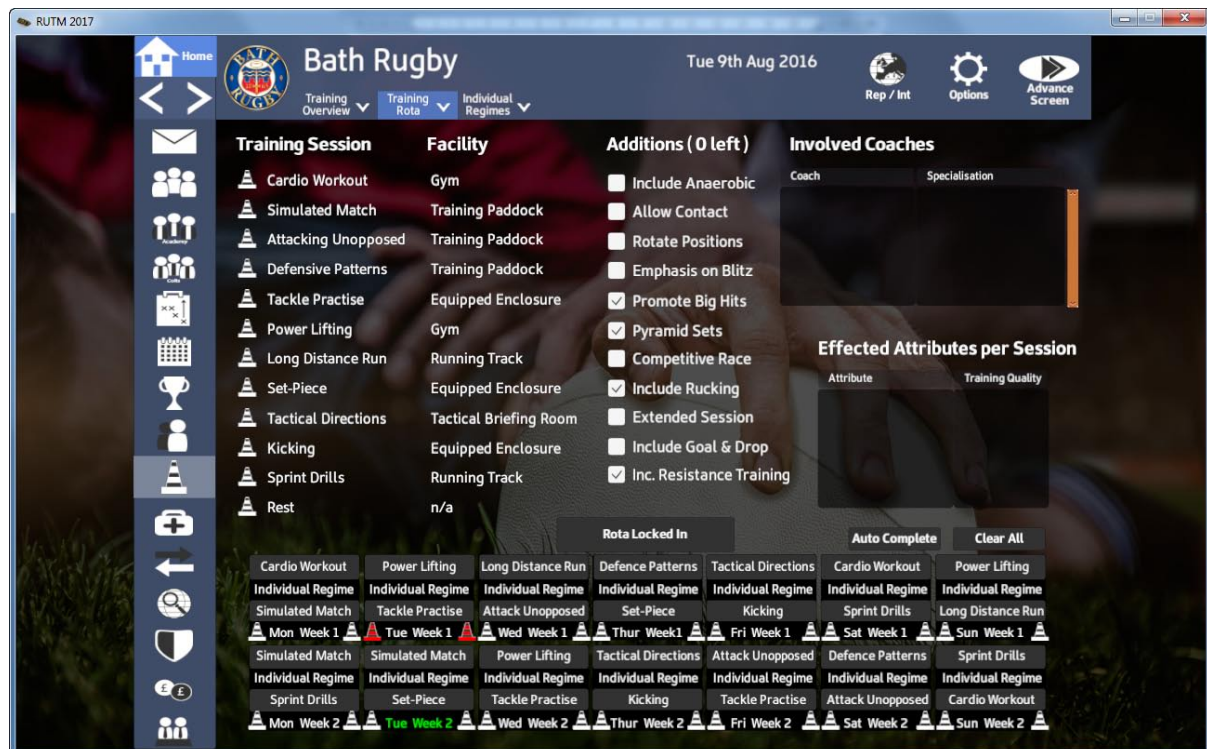 RUTM 2017
Home
Bath Rugby
Tue 9th Aug 2016
Rep / Int
Options
Advance Screen
Training Overview
Training Rota
Individual Regimes
BATH
RUGBY
Academy
Colts
Training Session Facility Additions ( 0 left ) Involved Coaches
Coach Specialisation
Cardio Workout Gym Include Anaerobic
Simulated Match Training Paddock Allow Contact
Attacking Unopposed Training Paddock Rotate Positions
Defensive Patterns Training Paddock Emphasis on Blitz
Tackle Practise Equipped Enclosure Promote Big Hits
Power Lifting Gym Pyramid Sets
Long Distance Run Running Track Competitive Race
Set-Piece Equipped Enclosure Include Rucking
Tactical Directions Tactical Briefing Room Extended Session
Kicking Equipped Enclosure Include Goal & Drop
Sprint Drills Running Track Inc. Resistance Training
Rest n/a
Effected Attributes per Session
Attribute Training Quality
Rota Locked In
Auto Complete Clear All
Cardio Workout Power Lifting Long Distance Run Defence Patterns Tactical Directions Cardio Workout Power Lifting
Individual Regime Individual Regime Individual Regime Individual Regime Individual Regime Individual Regime Individual Regime
Simulated Match Tackle Practise Attack Unopposed Set-Piece Kicking Sprint Drills Long Distance Run
Mon Week 1 Tue Week 1 Wed Week 1 Thur Week1 Fri Week 1 Sat Week 1 Sun Week 1
Simulated Match Simulated Match Power Lifting Tactical Directions Attack Unopposed Defence Patterns Sprint Drills
Individual Regime Individual Regime Individual Regime Individual Regime Individual Regime Individual Regime Individual Regime
Sprint Drills Set-Piece Tackle Practise Kicking Tackle Practise Attack Unopposed Cardio Workout
Mon Week 2 Tue Week 2 Wed Week 2 Thur Week 2 Fri Week 2 Sat Week 2 Sun Week 2